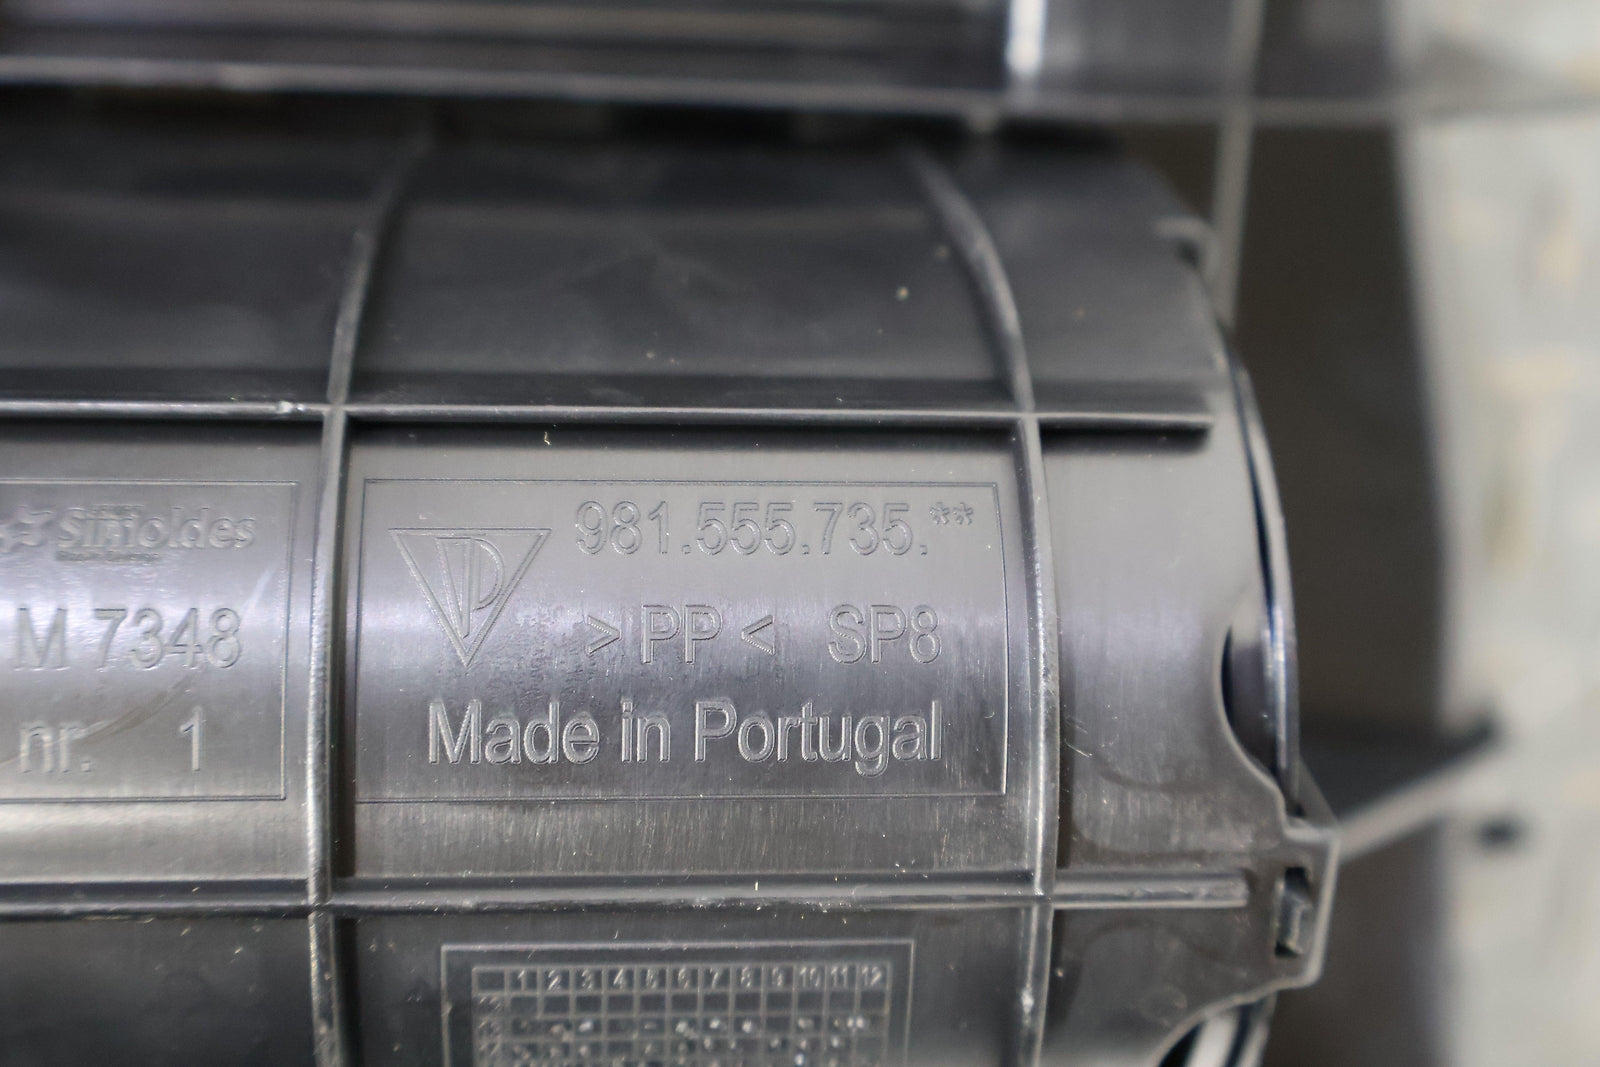 Simoldes
M 7348
nr. 1
981.555.735.**
>PP< SP8
Made in Portugal
1 2 3 4 5 6 7 8 9 10 11 12